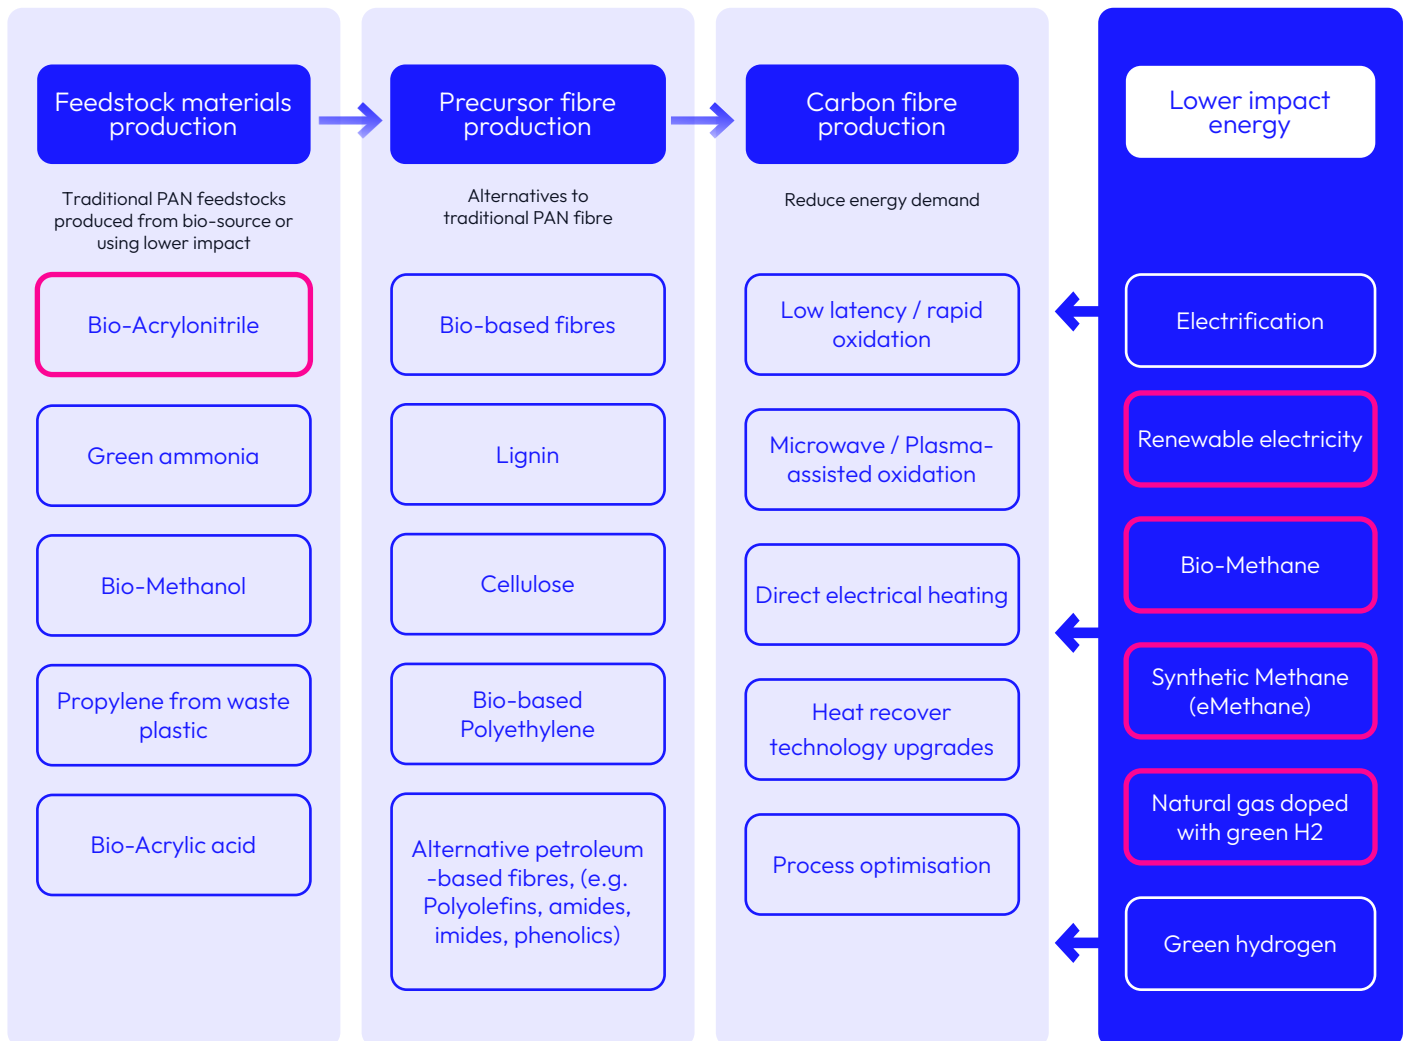 Feedstock materials
production
Traditional PAN feedstocks
produced from bio-source or
using lower impact
Bio-Acrylonitrile
Green ammonia
Bio-Methanol
Propylene from waste
plastic
Bio-Acrylic acid
Precursor fibre
production
Alternatives to
traditional PAN fibre
Bio-based fibres
Lignin
Cellulose
Bio-based
Polyethylene
Alternative petroleum
-based fibres, (e.g.
Polyolefins, amides,
imides, phenolics)
Carbon fibre
production
Reduce energy demand
Low latency / rapid
oxidation
Microwave / Plasma-
assisted oxidation
Direct electrical heating
Heat recover
technology upgrades
Process optimisation
Lower impact
energy
Electrification
Renewable electricity
Bio-Methane
Synthetic Methane
(eMethane)
Natural gas doped
with green H2
Green hydrogen